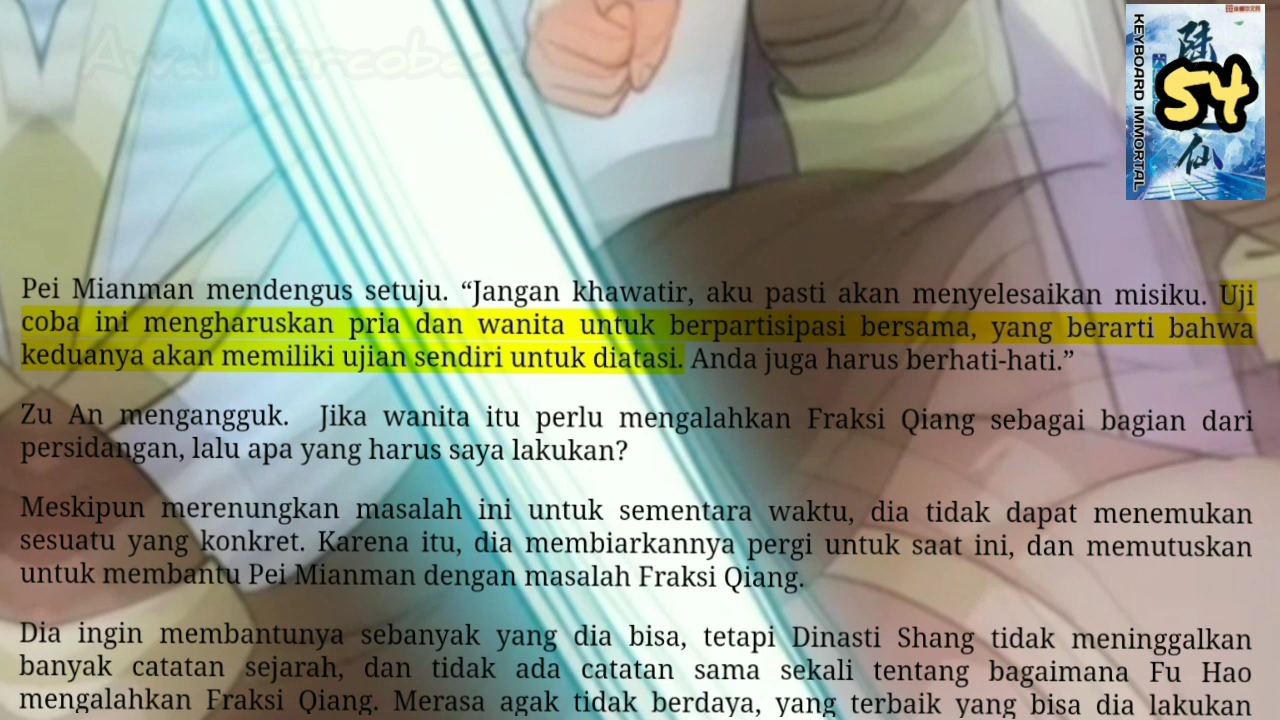 Awal Percobaan
KEYBOARD IMMORTAL
陆
仙
54
Pei Mianman mendengus setuju. “Jangan khawatir, aku pasti akan menyelesaikan misiku. Uji
coba ini mengharuskan pria dan wanita untuk berpartisipasi bersama, yang berarti bahwa
keduanya akan memiliki ujian sendiri untuk diatasi. Anda juga harus berhati-hati.”
Zu An mengangguk.  Jika wanita itu perlu mengalahkan Fraksi Qiang sebagai bagian dari
persidangan, lalu apa yang harus saya lakukan?
Meskipun merenungkan masalah ini untuk sementara waktu, dia tidak dapat menemukan
sesuatu yang konkret. Karena itu, dia membiarkannya pergi untuk saat ini, dan memutuskan
untuk membantu Pei Mianman dengan masalah Fraksi Qiang.
Dia ingin membantunya sebanyak yang dia bisa, tetapi Dinasti Shang tidak meninggalkan
banyak catatan sejarah, dan tidak ada catatan sama sekali tentang bagaimana Fu Hao
mengalahkan Fraksi Qiang. Merasa agak tidak berdaya, yang terbaik yang bisa dia lakukan